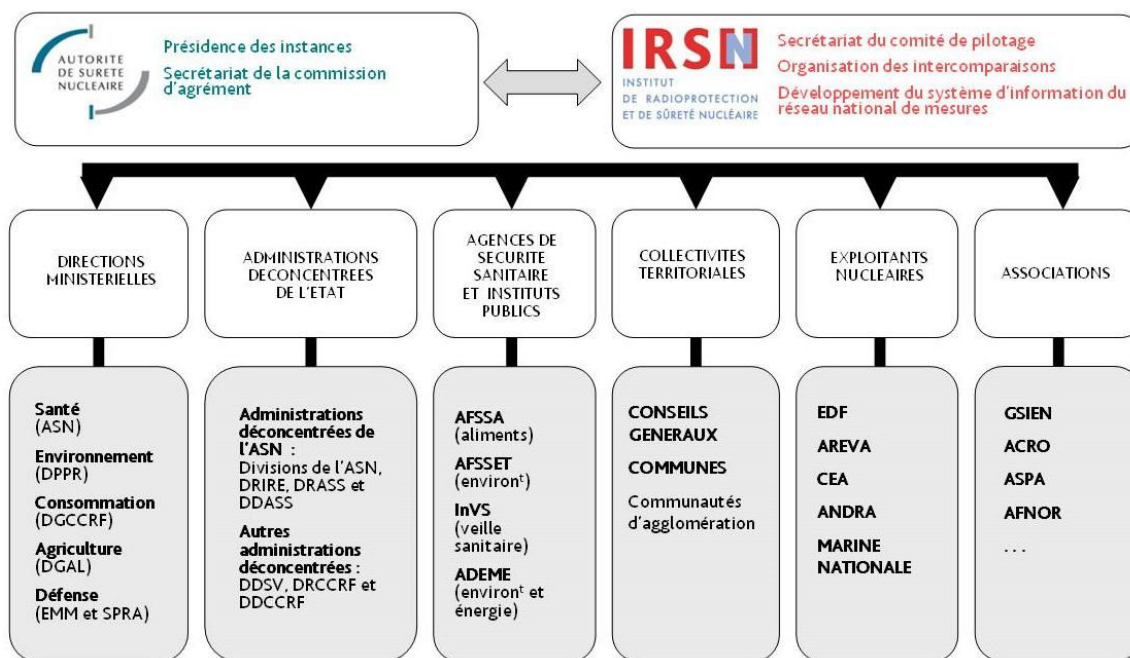 AUTORITE
DE SURETE
NUCLEAIRE
Présidence des instances
Secrétariat de la commission
d'agrément
IRSN
INSTITUT
DE RADIOPROTECTION
ET DE SÛRETÉ NUCLÉAIRE
Secrétariat du comité de pilotage
Organisation des intercomparaisons
Développement du système d'information du
réseau national de mesures
DIRECTIONS
MINISTERIELLES
ADMINISTRATIONS
DECONCENTREES
DE L'ETAT
AGENCES DE
SECURITE
SANITAIRE
ET INSTITUTS
PUBLICS
COLLECTIVITES
TERRITORIALES
EXPLOITANTS
NUCLEAIRES
ASSOCIATIONS
Santé
(ASN)
Environnement
(DPPR)
Consommation
(DGCCRF)
Agriculture
(DGAL)
Défense
(EMM et SPRA)
Administrations
déconcentrées de
l'ASN :
Divisions de l'ASN,
DRIRE, DRASS et
DDASS
Autres
administrations
déconcentrées :
DDSV, DRCCRF et
DDCCRF
AFSSA
(aliments)
AFSSET
(environt)
InVS
(veille
sanitaire)
ADEME
(environt et
énergie)
CONSEILS
GENERAUX
COMMUNES
Communautés
d'agglomération
EDF
AREVA
CEA
ANDRA
MARINE
NATIONALE
GSIEN
ACRO
ASPA
AFNOR
...